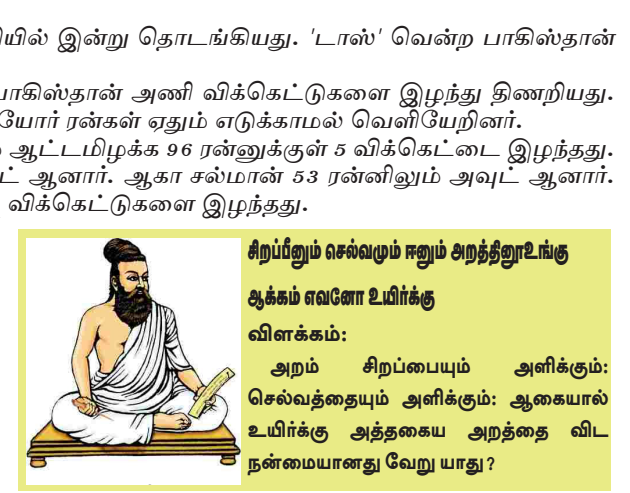 யில் இன்று தொடங்கியது. 'டாஸ்' வென்ற பாகிஸ்தான்
பாகிஸ்தான் அணி விக்கெட்டுகளை இழந்து திணறியது.
யோர் ரன்கள் ஏதும் எடுக்காமல் வெளியேறினர்.
ஆட்டமிழக்க 96 ரன்னுக்குள் 5 விக்கெட்டை இழந்தது.
ட் ஆனார். ஆகா சல்மான் 53 ரன்னிலும் அவுட் ஆனார்.
விக்கெட்டுகளை இழந்தது.
சிறப்பீனும் செல்வமும் ஈனும் அறத்தினூஉங்கு
ஆக்கம் எவனோ உயிர்க்கு
விளக்கம்:
அறம் சிறப்பையும் அளிக்கும்:
செல்வத்தையும் அளிக்கும்: ஆகையால்
உயிர்க்கு அத்தகைய அறத்தை விட
நன்மையானது வேறு யாது?